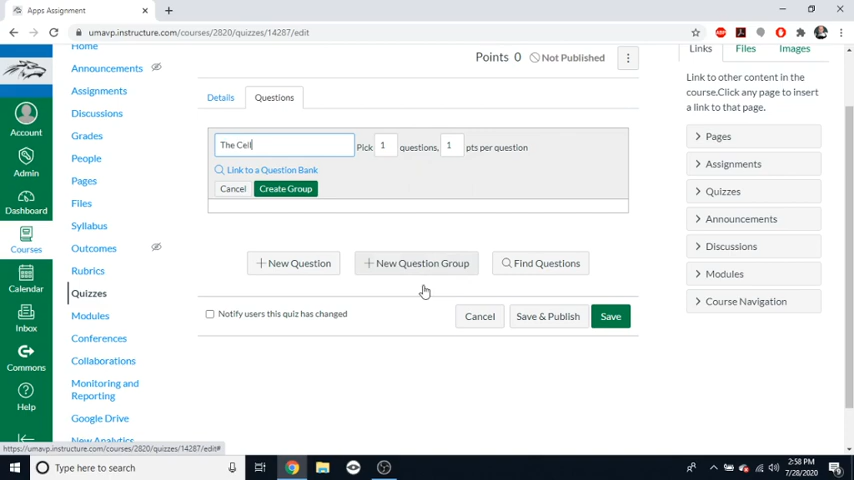 Apps Assignment
umavp.instructure.com/courses/2820/quizzes/14287/edit
Account
Admin
Dashboard
Courses
Calendar
Inbox
Commons
Help
Home
Announcements
Assignments
Discussions
Grades
People
Pages
Files
Syllabus
Outcomes
Rubrics
Quizzes
Modules
Conferences
Collaborations
Monitoring and
Reporting
Google Drive
New Analytics
Points 0 Not Published
Details Questions
The Cell Pick 1 questions, 1 pts per question
Link to a Question Bank
Cancel Create Group
New Question New Question Group Find Questions
Notify users this quiz has changed Cancel Save & Publish Save
Links Files Images
Link to other content in the
course.Click any page to insert
a link to that page.
Pages
Assignments
Quizzes
Announcements
Discussions
Modules
Course Navigation
https://umavp.instructure.com/courses/2820/quizzes/14287/edit#
Type here to search
2:58 PM
7/28/2020